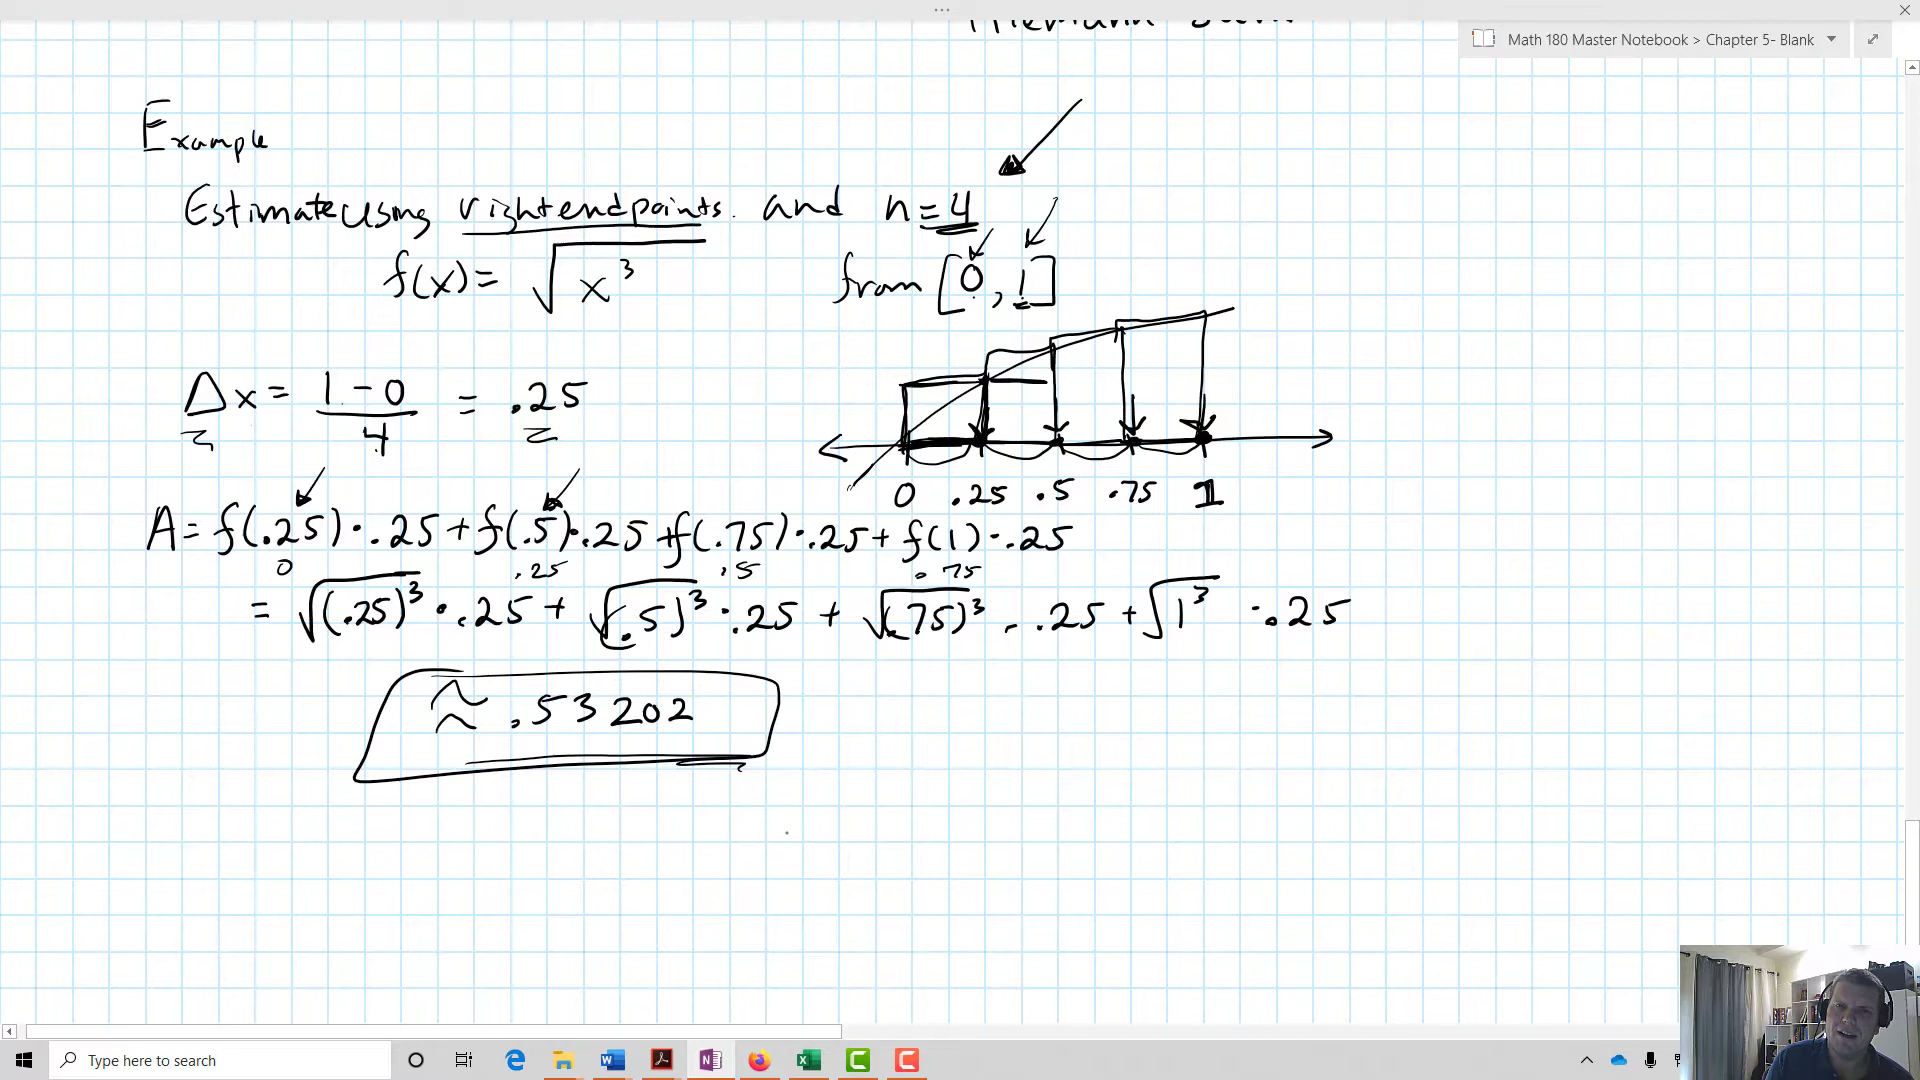 Math 180 Master Notebook > Chapter 5- Blank
Example
Estimate using right endpoints. and n = 4
f(x) = √x³ from [0, 1]
Δx = 1 - 0 / 4 = .25
0 .25 .5 .75 1
A = f(.25)·.25 + f(.5)·.25 + f(.75)·.25 + f(1)·.25
0 .25 .5 .75
= √(.25)³ · .25 + √(.5)³ · .25 + √(.75)³ · .25 + √1³ · .25
≈ .53202
Type here to search